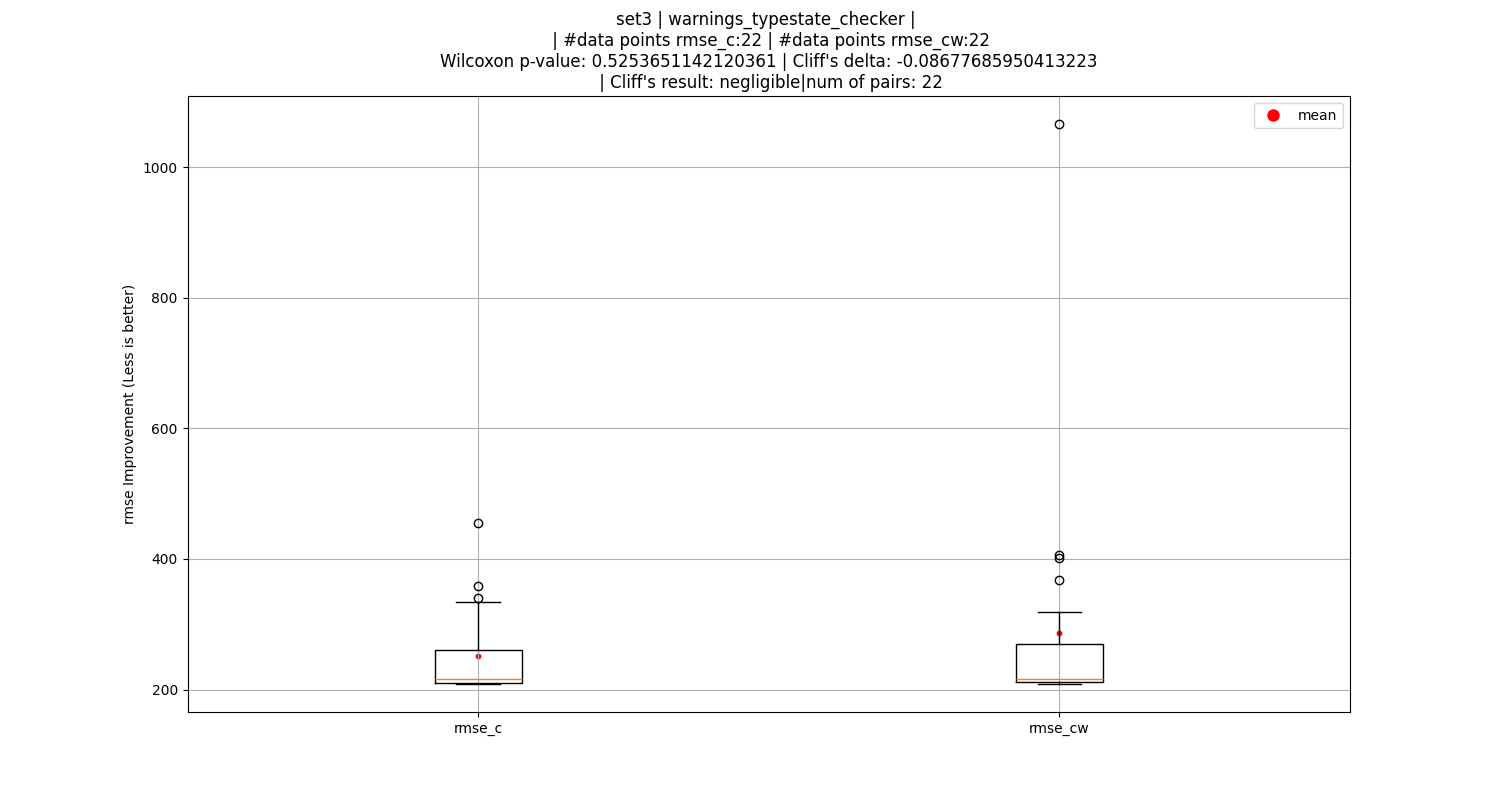 set3 | warnings_typestate_checker |
| #data points rmse_c:22 | #data points rmse_cw:22
Wilcoxon p-value: 0.5253651142120361 | Cliff's delta: -0.08677685950413223
| Cliff's result: negligible|num of pairs: 22
mean
1000
800
600
400
200
rmse Improvement (Less is better)
rmse_c
rmse_cw